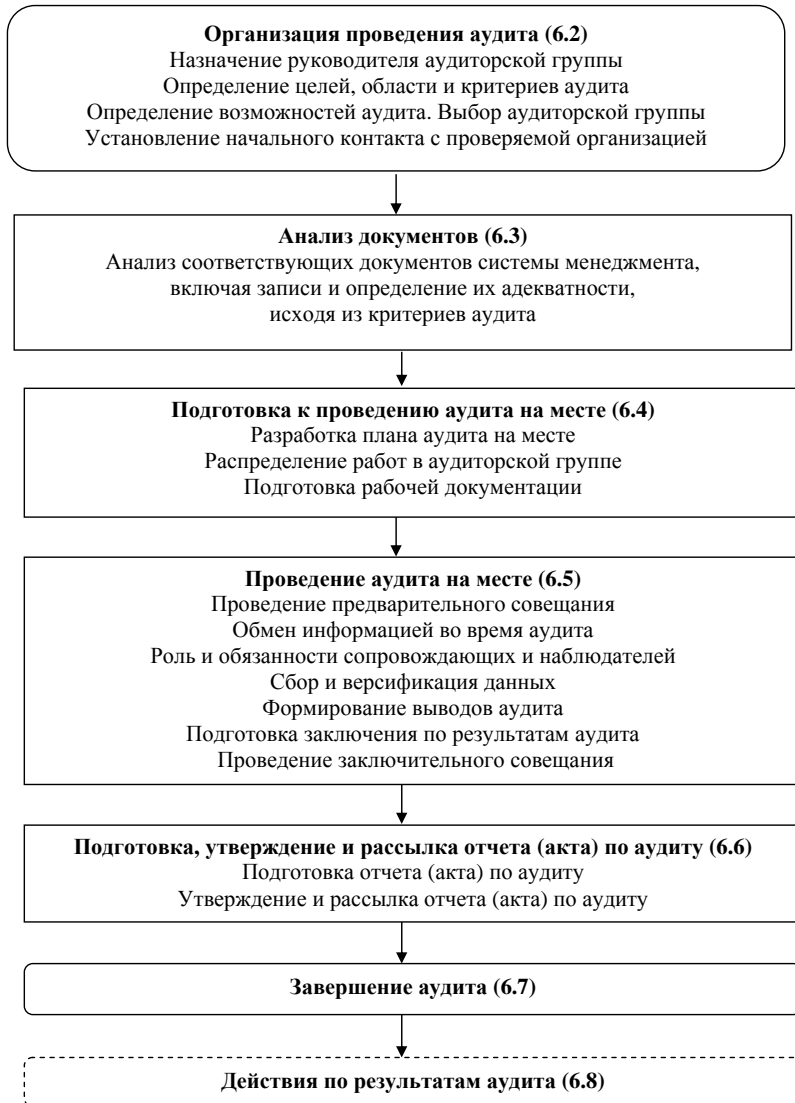 Организация проведения аудита (6.2)
Назначение руководителя аудиторской группы
Определение целей, области и критериев аудита
Определение возможностей аудита. Выбор аудиторской группы
Установление начального контакта с проверяемой организацией
Анализ документов (6.3)
Анализ соответствующих документов системы менеджмента,
включая записи и определение их адекватности,
исходя из критериев аудита
Подготовка к проведению аудита на месте (6.4)
Разработка плана аудита на месте
Распределение работ в аудиторской группе
Подготовка рабочей документации
Проведение аудита на месте (6.5)
Проведение предварительного совещания
Обмен информацией во время аудита
Роль и обязанности сопровождающих и наблюдателей
Сбор и версификация данных
Формирование выводов аудита
Подготовка заключения по результатам аудита
Проведение заключительного совещания
Подготовка, утверждение и рассылка отчета (акта) по аудиту (6.6)
Подготовка отчета (акта) по аудиту
Утверждение и рассылка отчета (акта) по аудиту
Завершение аудита (6.7)
Действия по результатам аудита (6.8)